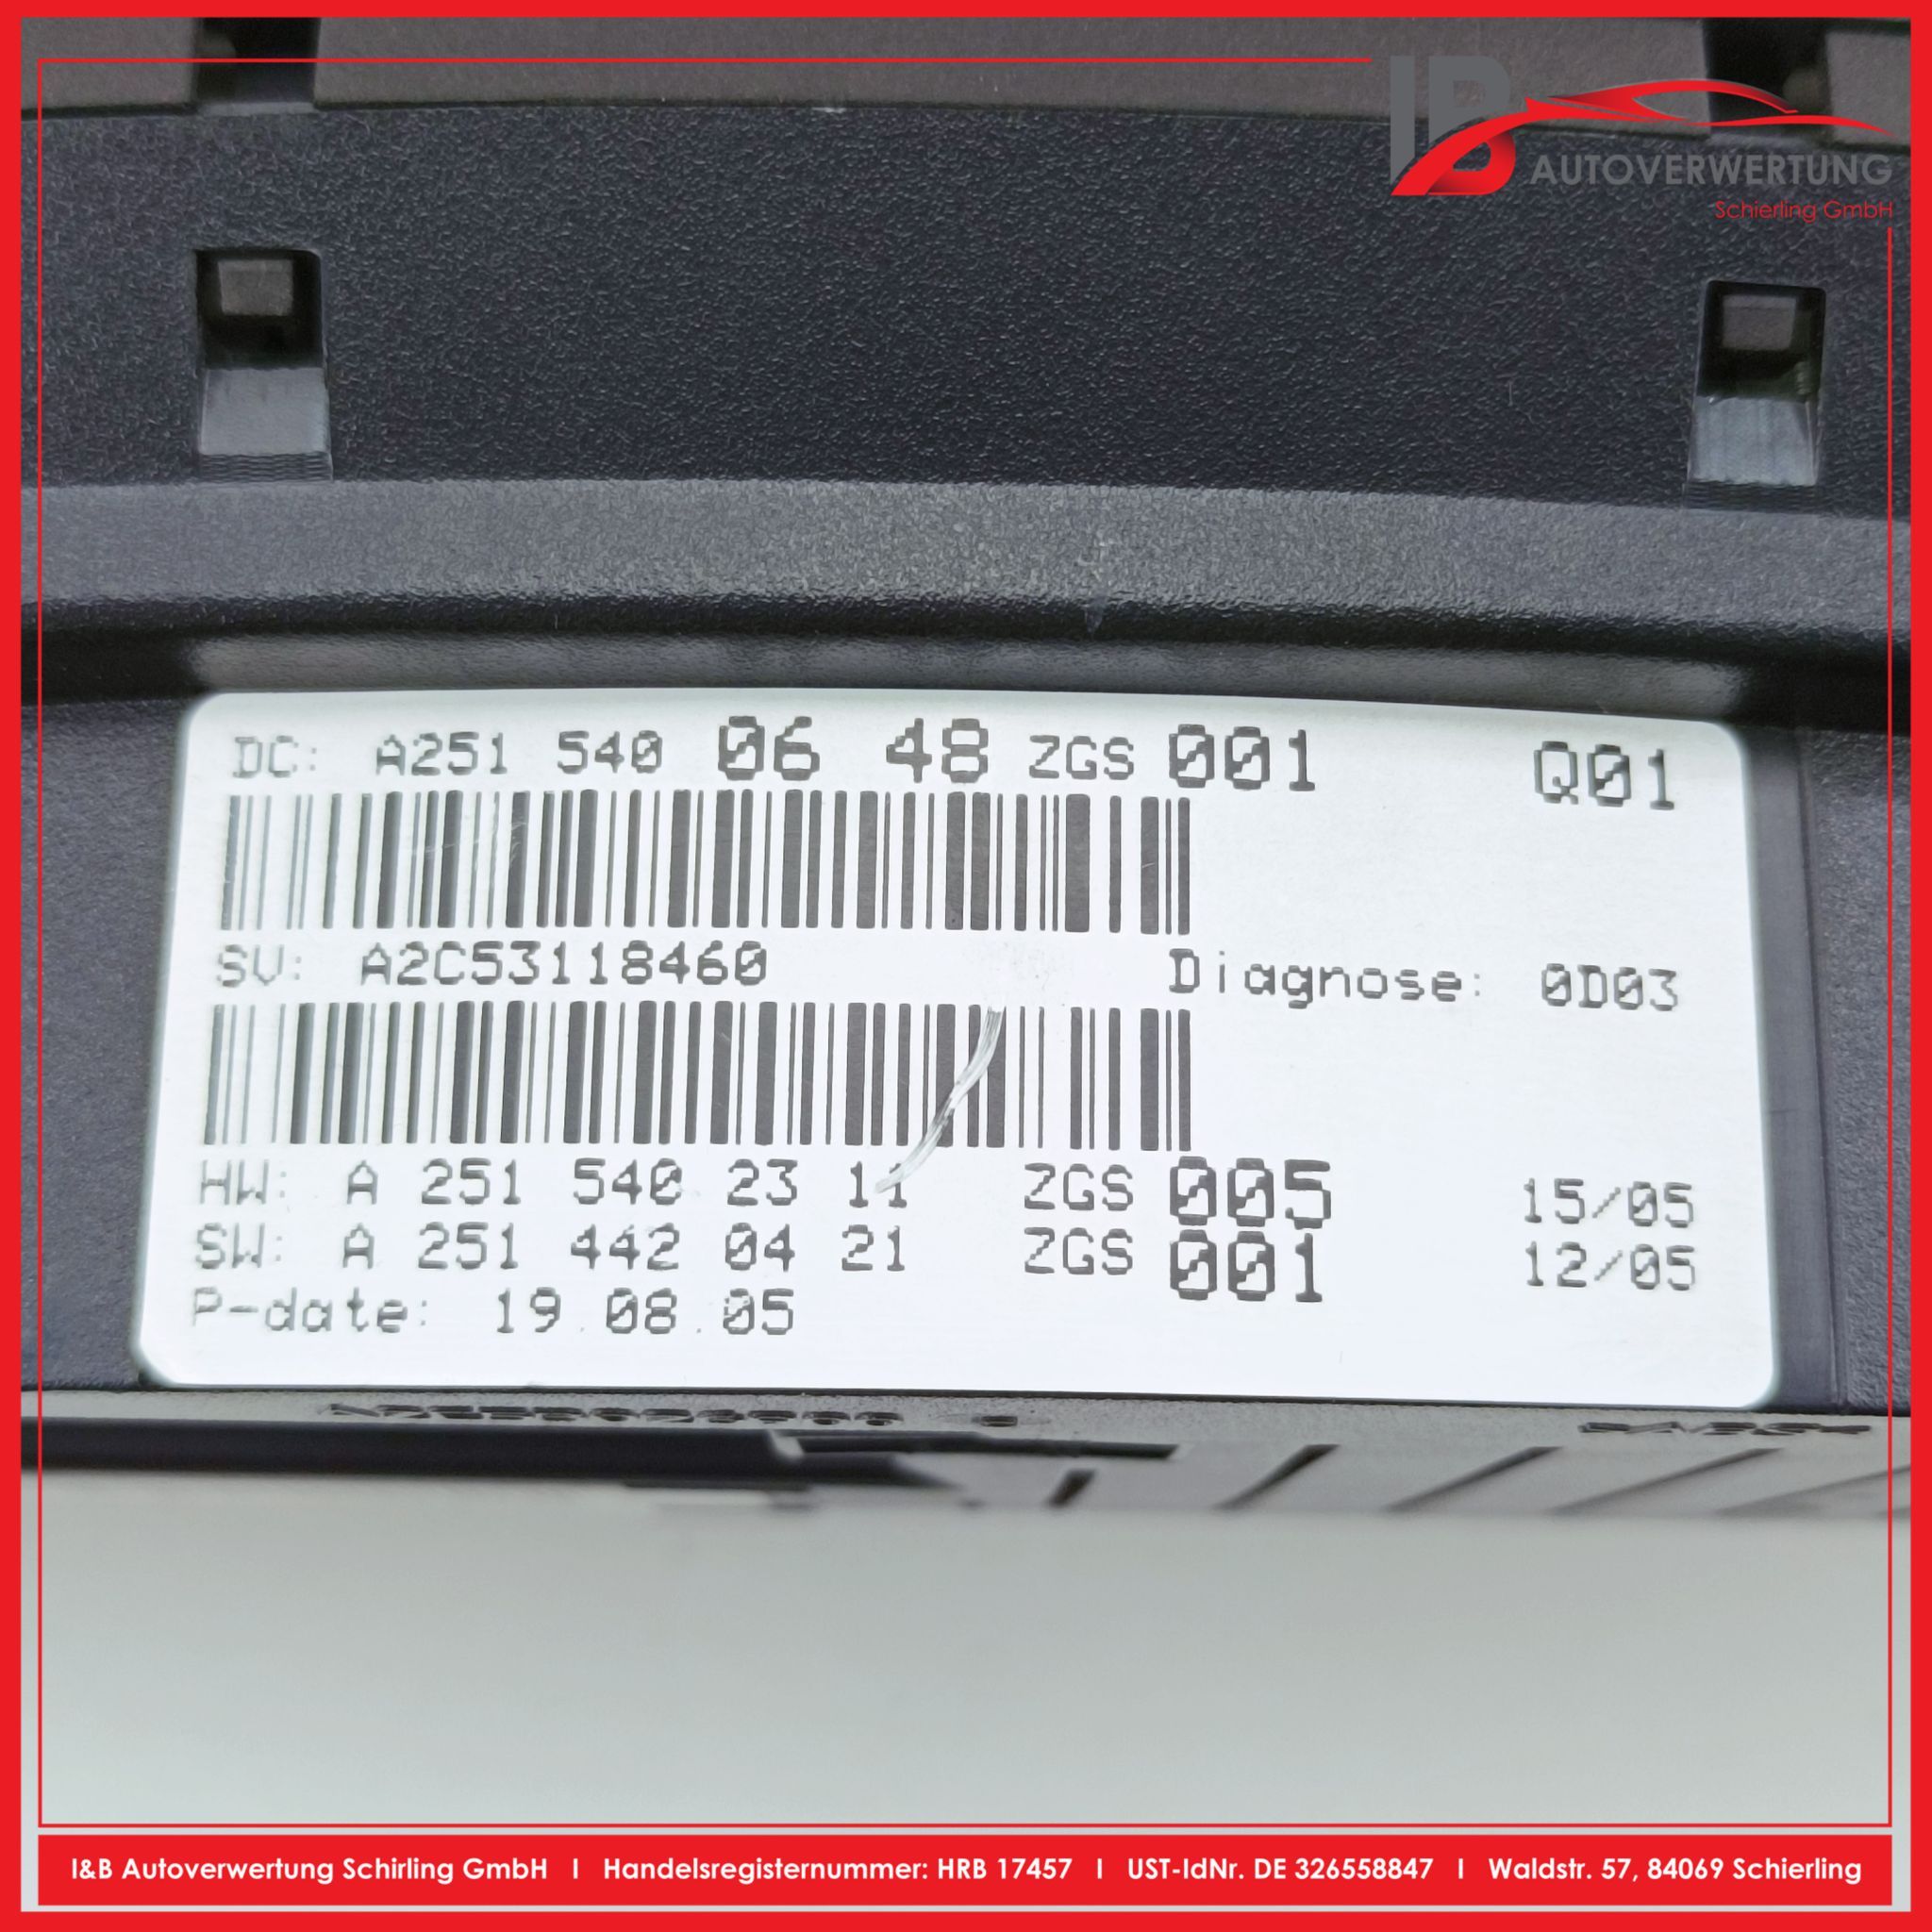 IB
AUTOVERWERTUNG
Schierling GmbH
DC: A251 540 06 48 ZGS 001 Q01
SV: A2C53118460 Diagnose: 0D03
HW: A 251 540 23 11 ZGS 005 15/05
SW: A 251 442 04 21 ZGS 001 12/05
P-date: 19.08.05
I&B Autoverwertung Schirling GmbH I Handelsregisternummer: HRB 17457 I UST-IdNr. DE 326558847 I Waldstr. 57, 84069 Schierling